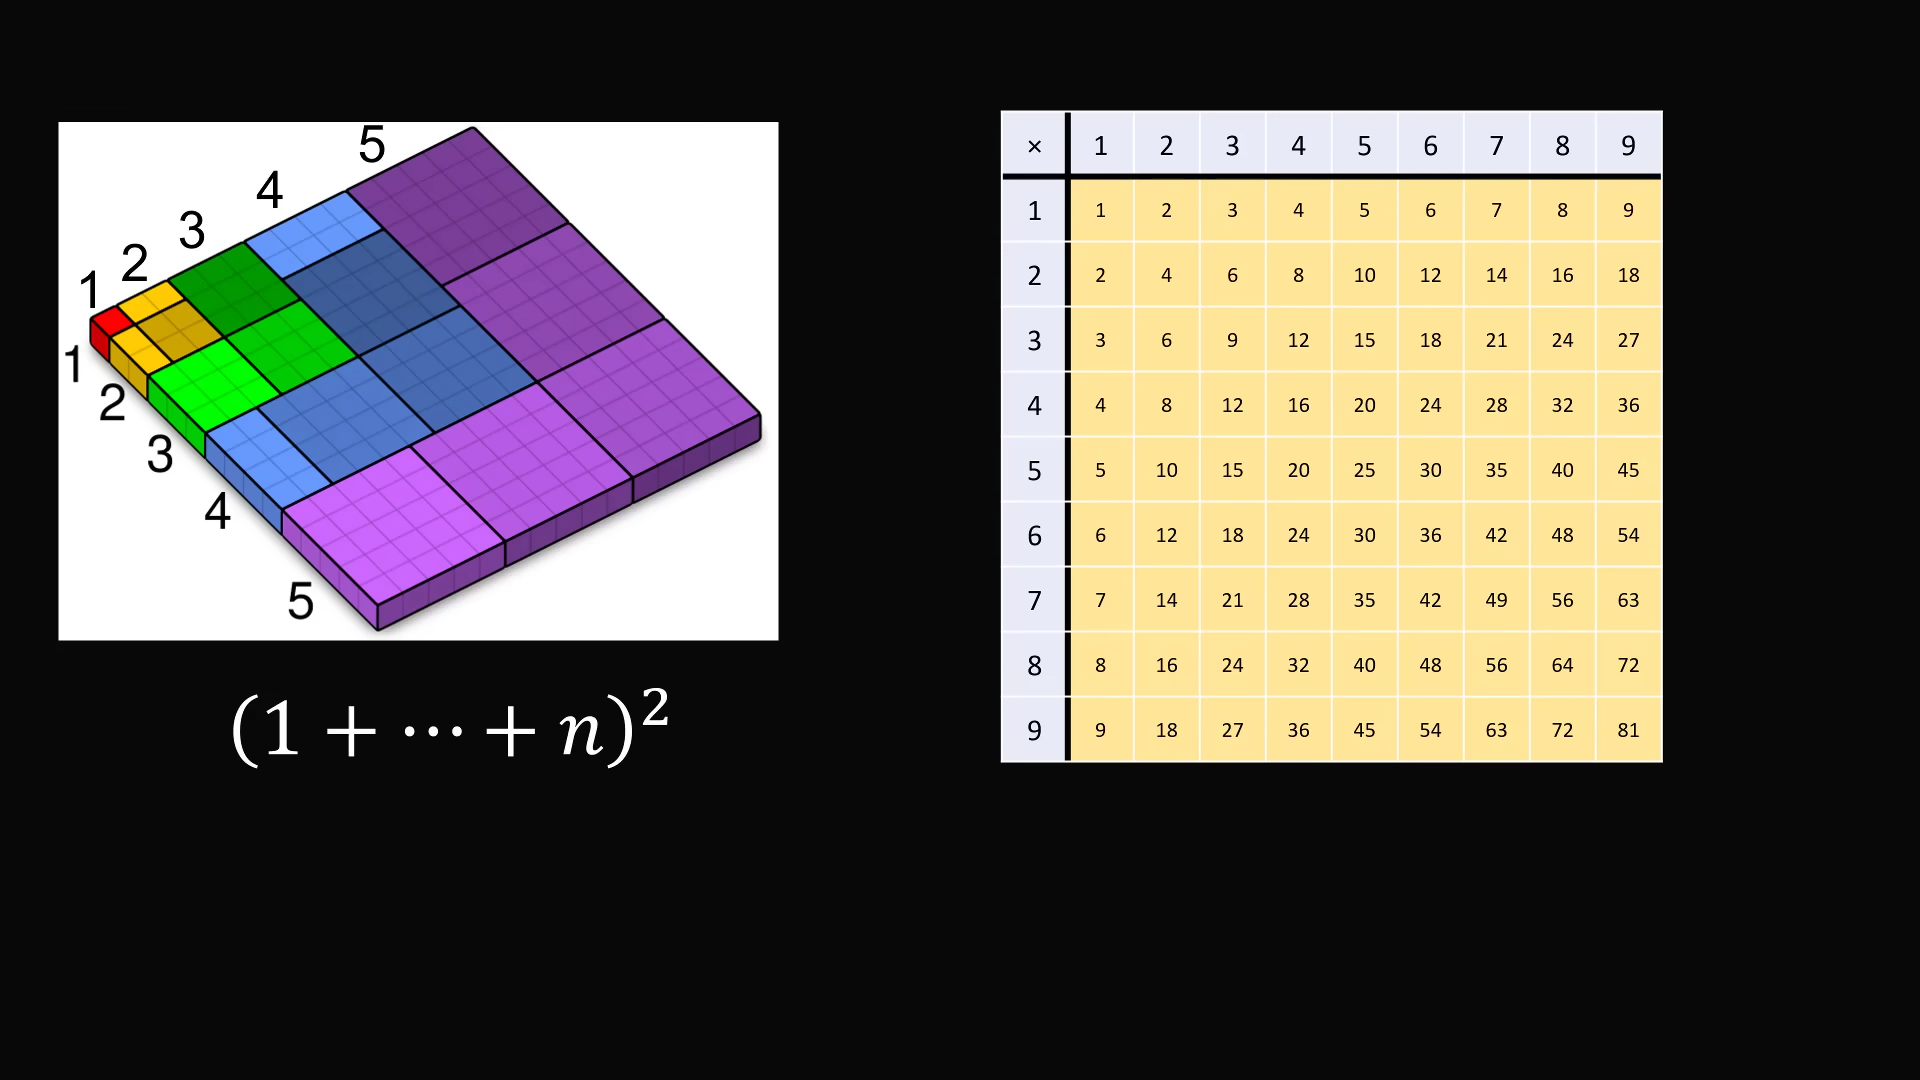 5
4
3
2
1
1
2
3
4
5
(1 + ⋯ + n)²
× 1 2 3 4 5 6 7 8 9
1 1 2 3 4 5 6 7 8 9
2 2 4 6 8 10 12 14 16 18
3 3 6 9 12 15 18 21 24 27
4 4 8 12 16 20 24 28 32 36
5 5 10 15 20 25 30 35 40 45
6 6 12 18 24 30 36 42 48 54
7 7 14 21 28 35 42 49 56 63
8 8 16 24 32 40 48 56 64 72
9 9 18 27 36 45 54 63 72 81